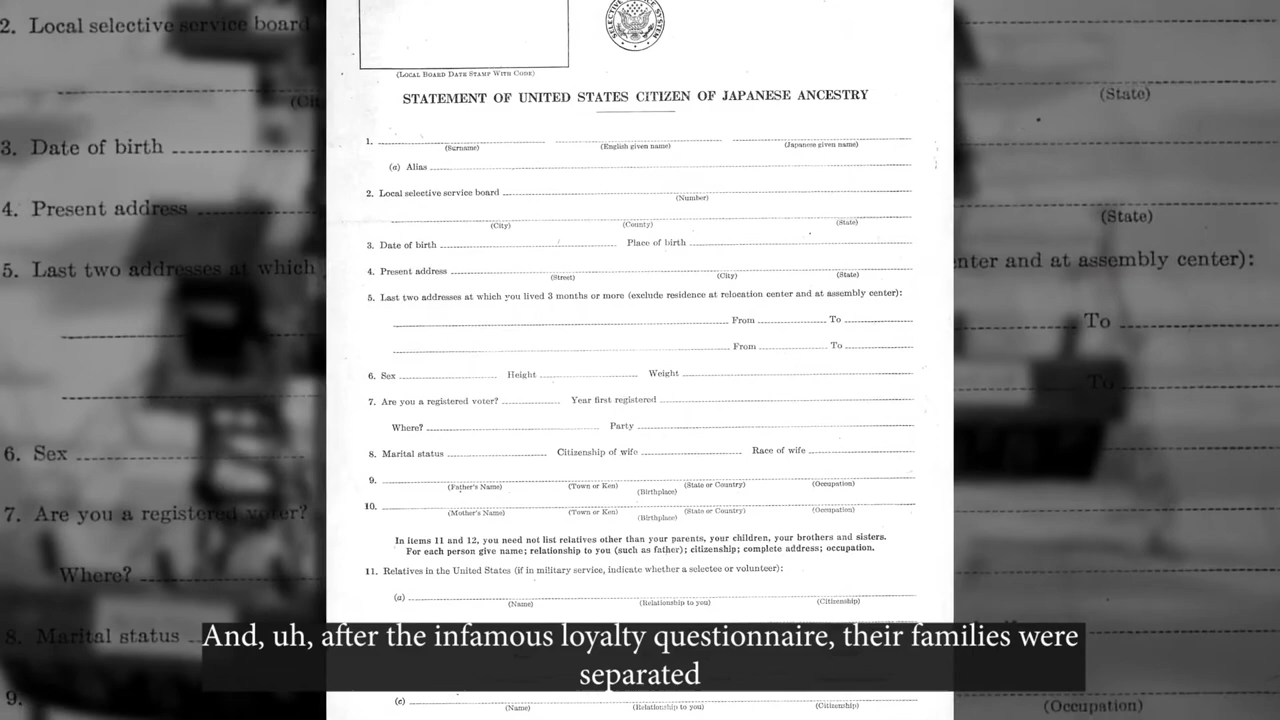 SELECTIVE SERVICE SYSTEM
(LOCAL BOARD DATE STAMP WITH CODE)
STATEMENT OF UNITED STATES CITIZEN OF JAPANESE ANCESTRY
1.
(Surname) (English given name) (Japanese given name)
(a) Alias
2. Local selective service board
(Number)
(City) (County) (State)
3. Date of birth Place of birth
4. Present address
(Street) (City) (State)
5. Last two addresses at which you lived 3 months or more (exclude residence at relocation center and at assembly center):
From To
From To
6. Sex Height Weight
7. Are you a registered voter? Year first registered
Where? Party
8. Marital status Citizenship of wife Race of wife
9.
(Father's Name) (Town or Ken) (State or Country) (Occupation)
(Birthplace)
10.
(Mother's Name) (Town or Ken) (State or Country) (Occupation)
(Birthplace)
In items 11 and 12, you need not list relatives other than your parents, your children, your brothers and sisters.
For each person give name; relationship to you (such as father); citizenship; complete address; occupation.
11. Relatives in the United States (if in military service, indicate whether a selectee or volunteer):
(a)
(Name) (Relationship to you) (Citizenship)
(c)
(Name) (Relationship to you) (Citizenship)
2. Local selective service board
3. Date of birth
4. Present address
5. Last two addresses at which
6. Sex
7. Are you a registered voter?
Where?
8. Marital status
9.
(State)
(State)
nter and at assembly center):
To
To
(Occupation)
And, uh, after the infamous loyalty questionnaire, their families were
separated